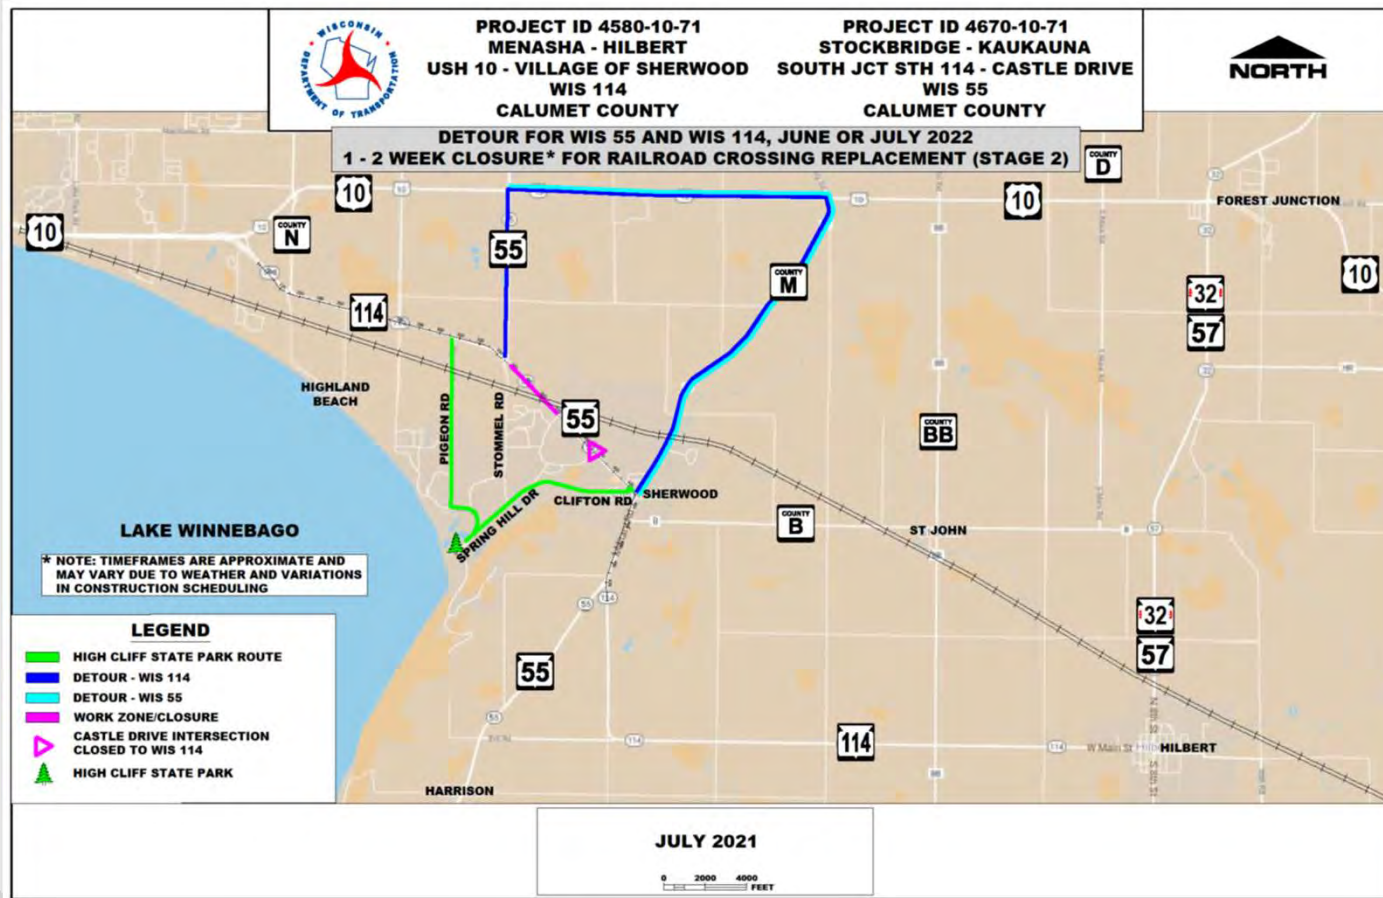 WISCONSIN
DEPARTMENT OF TRANSPORTATION
PROJECT ID 4580-10-71
MENASHA - HILBERT
USH 10 - VILLAGE OF SHERWOOD
WIS 114
CALUMET COUNTY
PROJECT ID 4670-10-71
STOCKBRIDGE - KAUKAUNA
SOUTH JCT STH 114 - CASTLE DRIVE
WIS 55
CALUMET COUNTY
NORTH
DETOUR FOR WIS 55 AND WIS 114, JUNE OR JULY 2022
1 - 2 WEEK CLOSURE* FOR RAILROAD CROSSING REPLACEMENT (STAGE 2)
COUNTY
D
10
10
FOREST JUNCTION
10
COUNTY
N
55
COUNTY
M
10
32
57
114
HIGHLAND
BEACH
PIGEON RD
STOMMEL RD
55
COUNTY
BB
SPRING HILL DR
CLIFTON RD
SHERWOOD
COUNTY
B
ST JOHN
LAKE WINNEBAGO
* NOTE: TIMEFRAMES ARE APPROXIMATE AND
MAY VARY DUE TO WEATHER AND VARIATIONS
IN CONSTRUCTION SCHEDULING
32
57
55
114
W Main St
HILBERT
HARRISON
LEGEND
HIGH CLIFF STATE PARK ROUTE
DETOUR - WIS 114
DETOUR - WIS 55
WORK ZONE/CLOSURE
CASTLE DRIVE INTERSECTION
CLOSED TO WIS 114
HIGH CLIFF STATE PARK
JULY 2021
0 2000 4000
FEET